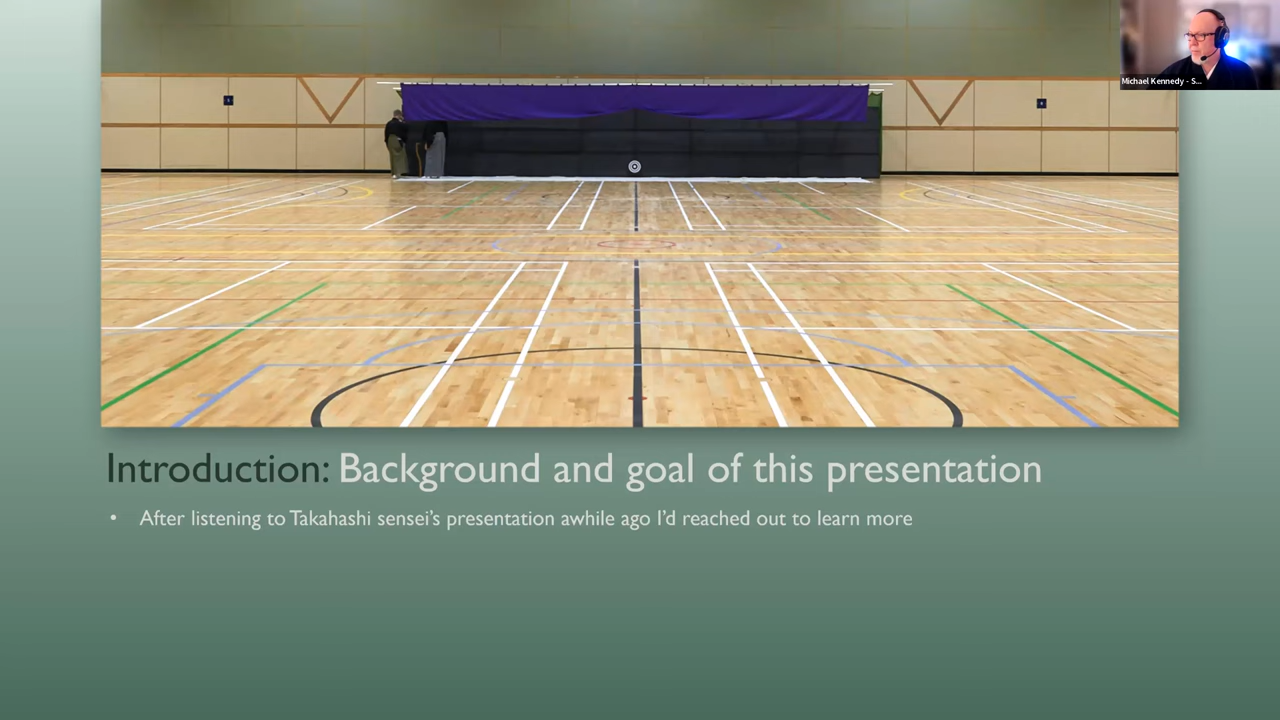 Michael Kennedy - S...
Introduction: Background and goal of this presentation
• After listening to Takahashi sensei's presentation awhile ago I'd reached out to learn more